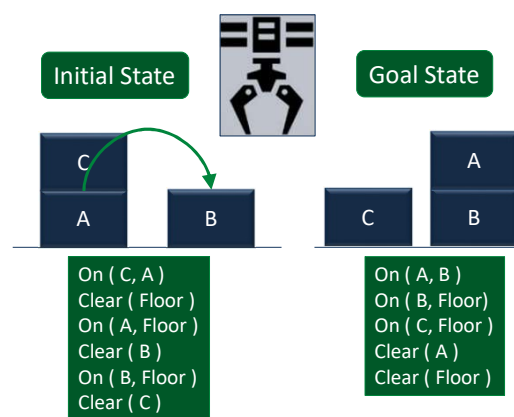 Initial State
Goal State
C
A
B
A
C
B
On ( C, A )
Clear ( Floor )
On ( A, Floor )
Clear ( B )
On ( B, Floor )
Clear ( C )
On ( A, B )
On ( B, Floor)
On ( C, Floor )
Clear ( A )
Clear ( Floor )